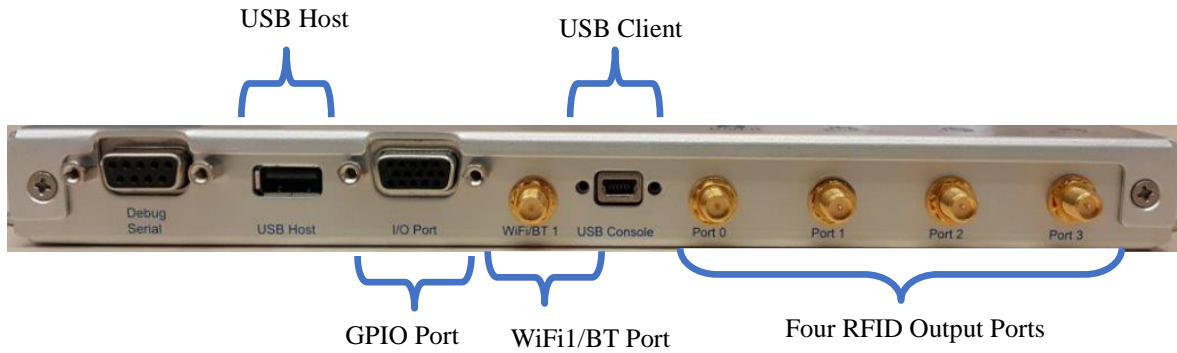 USB Host
USB Client
Debug
Serial
USB Host
I/O Port
WiFi/BT 1
USB Console
Port 0
Port 1
Port 2
Port 3
GPIO Port
WiFi1/BT Port
Four RFID Output Ports